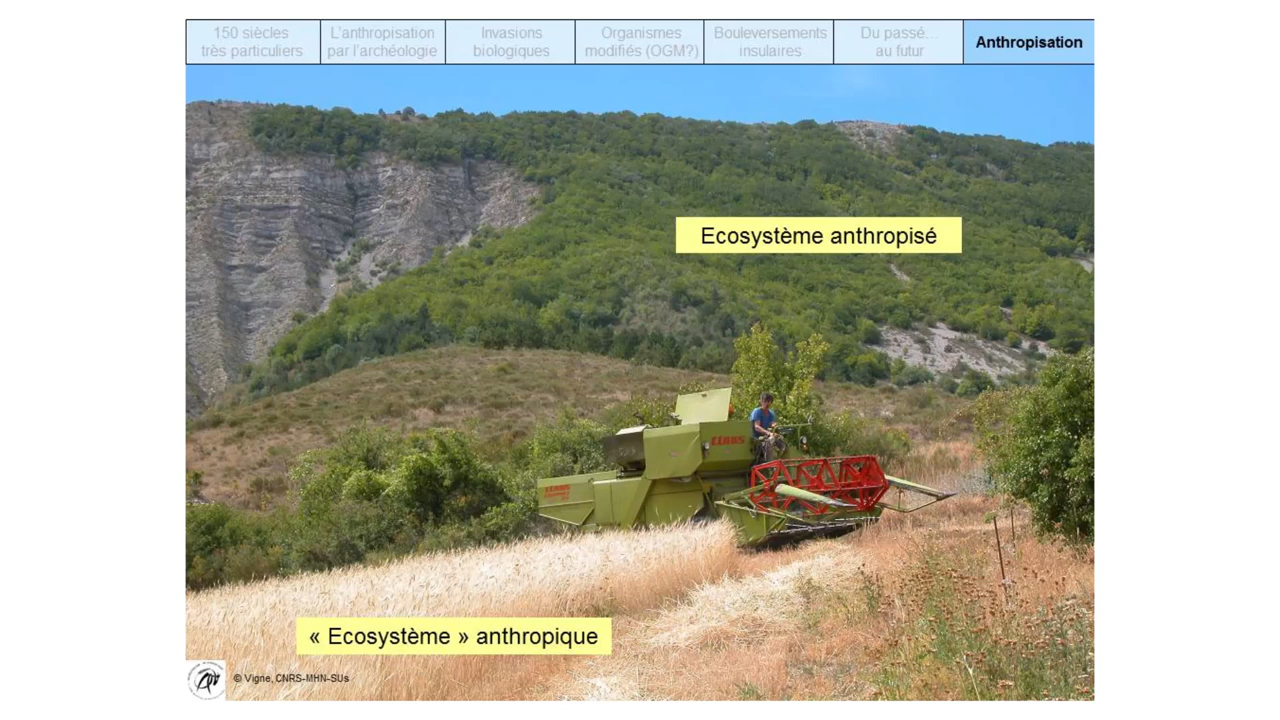 150 siècles
très particuliers
L’anthropisation
par l’archéologie
Invasions
biologiques
Organismes
modifiés (OGM?)
Bouleversements
insulaires
Du passé…
au futur
Anthropisation
Ecosystème anthropisé
CLAAS
CLAAS
« Ecosystème » anthropique
© Vigne, CNRS-MHN-SUs